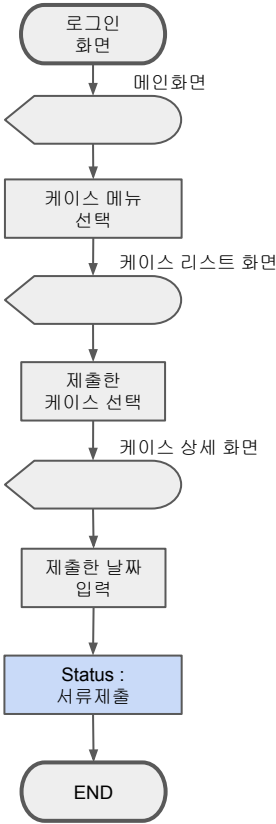 로그인
화면
메인화면
케이스 메뉴
선택
케이스 리스트 화면
제출한
케이스 선택
케이스 상세 화면
제출한 날짜
입력
Status :
서류제출
END